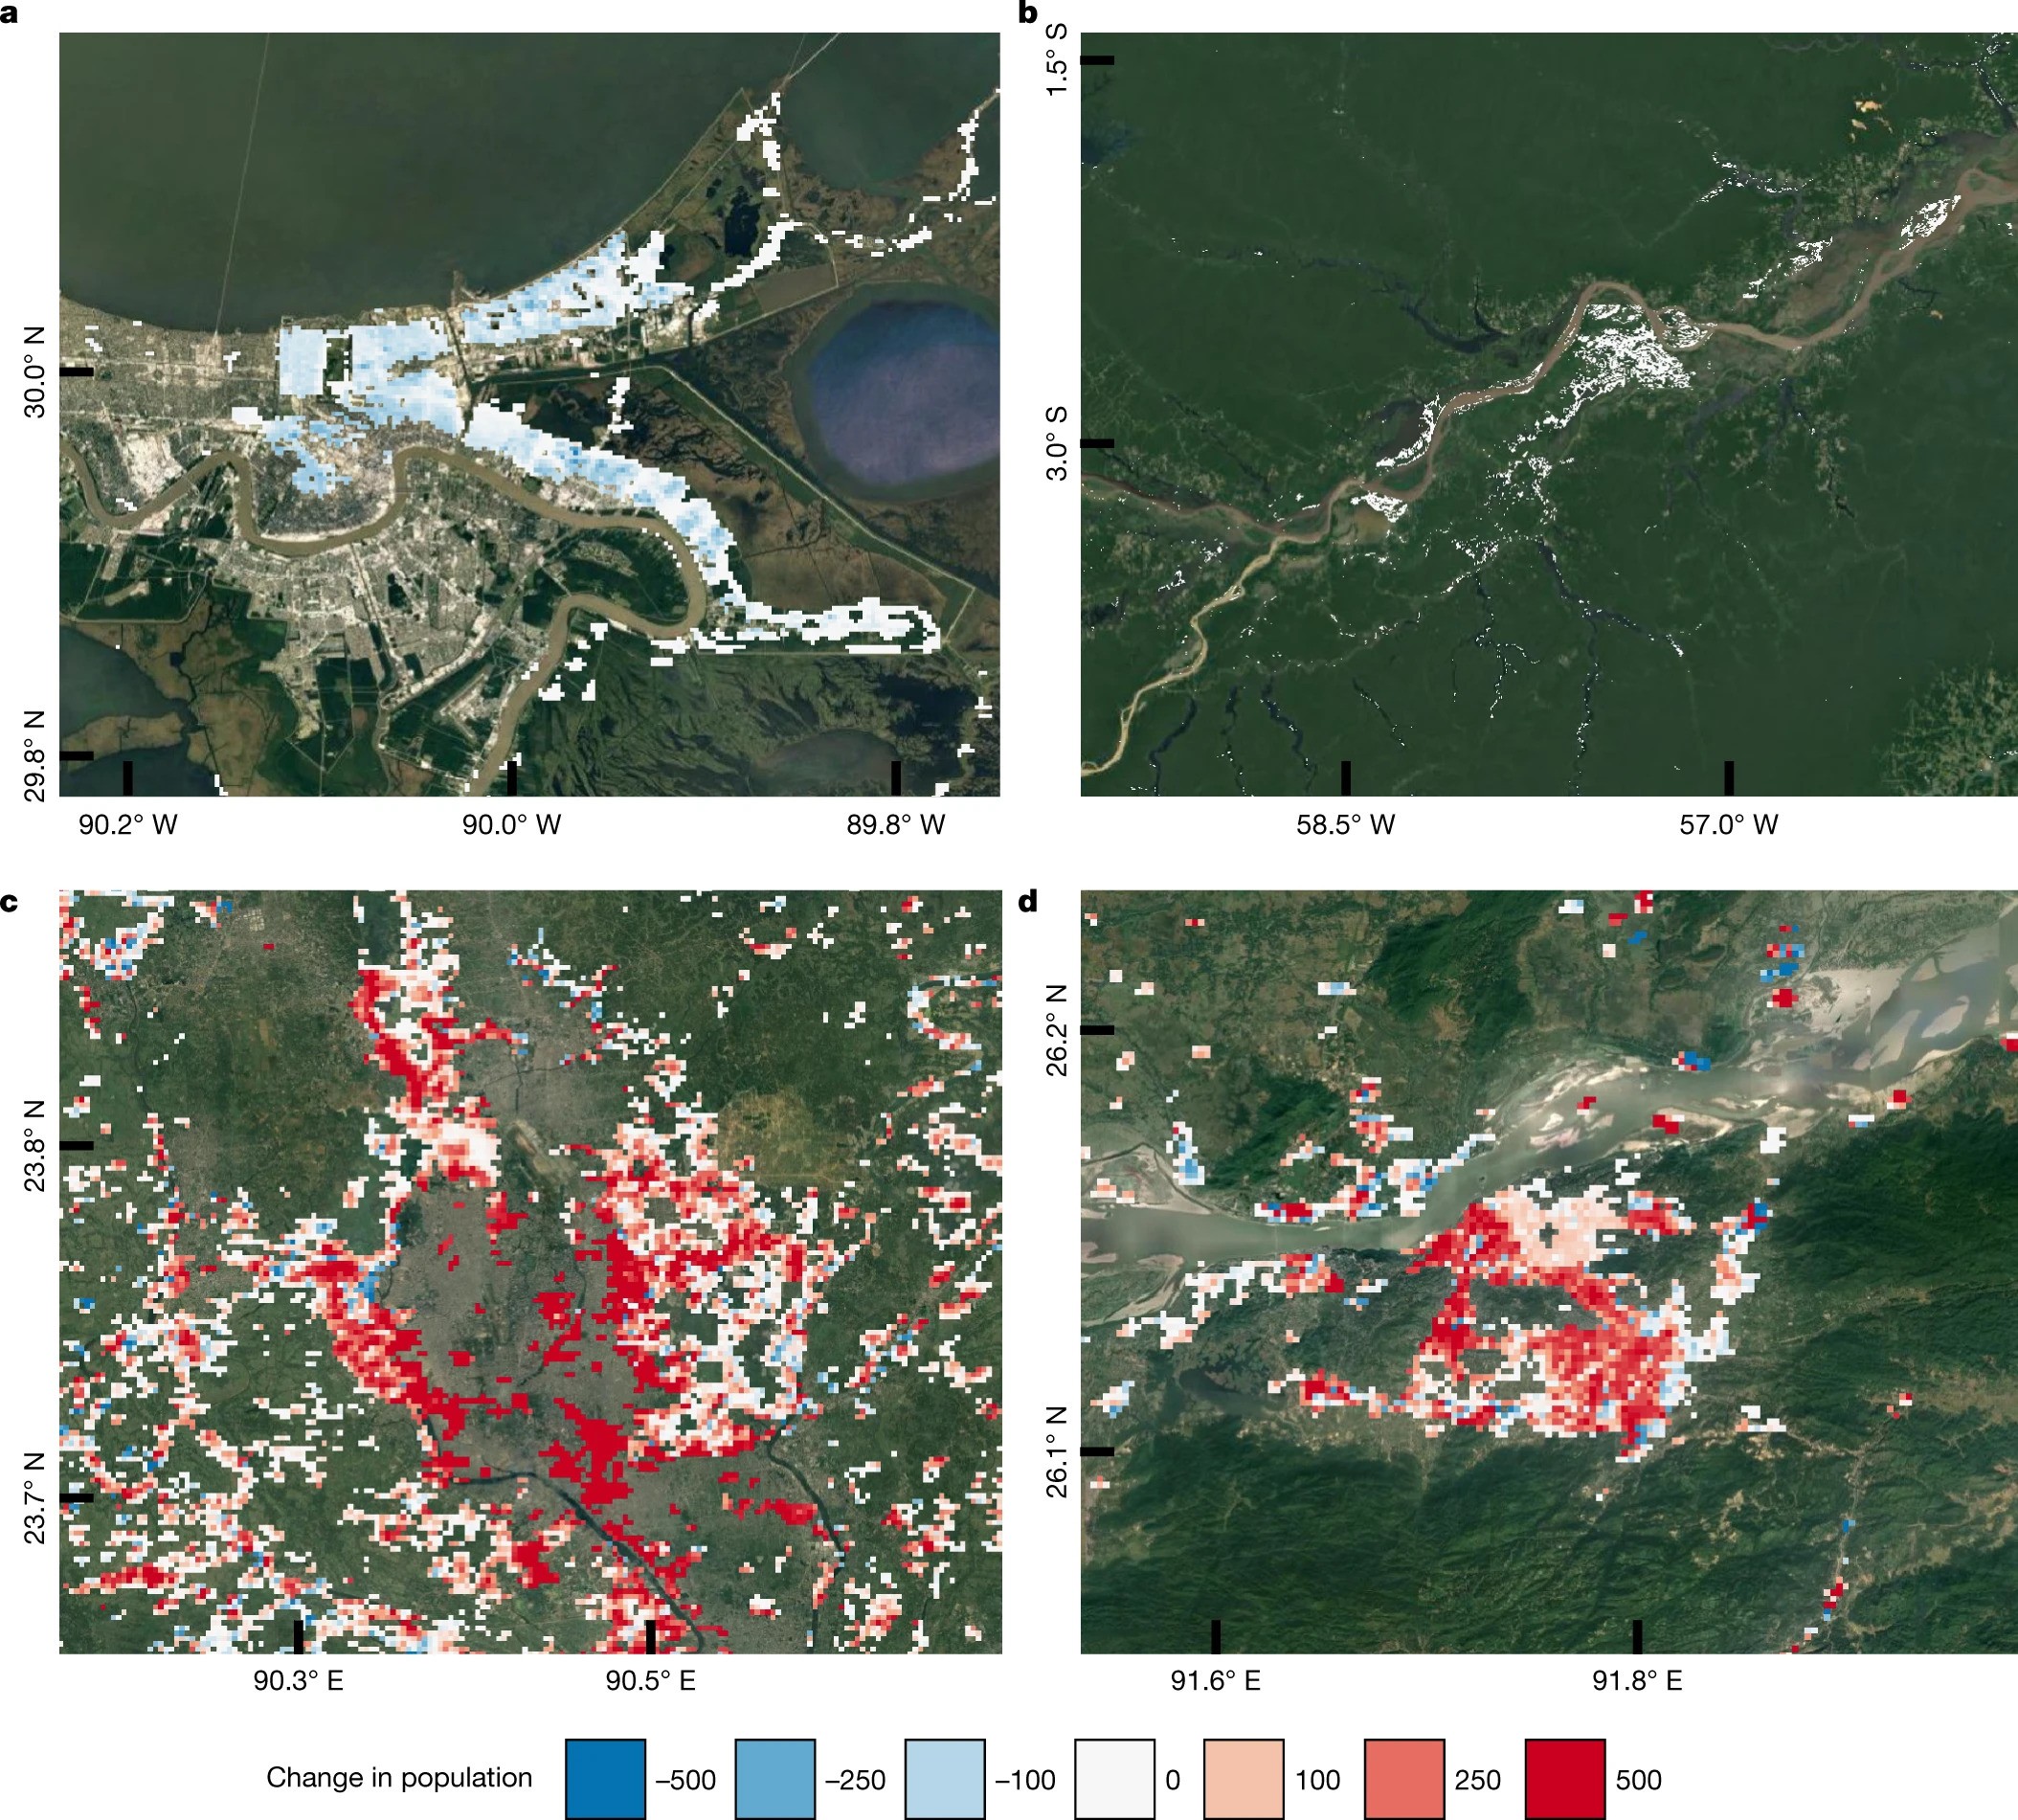 a
b
30.0° N
29.8° N
90.2° W
90.0° W
89.8° W
1.5° S
3.0° S
58.5° W
57.0° W
c
d
23.8° N
23.7° N
90.3° E
90.5° E
26.2° N
26.1° N
91.6° E
91.8° E
Change in population
–500
–250
–100
0
100
250
500